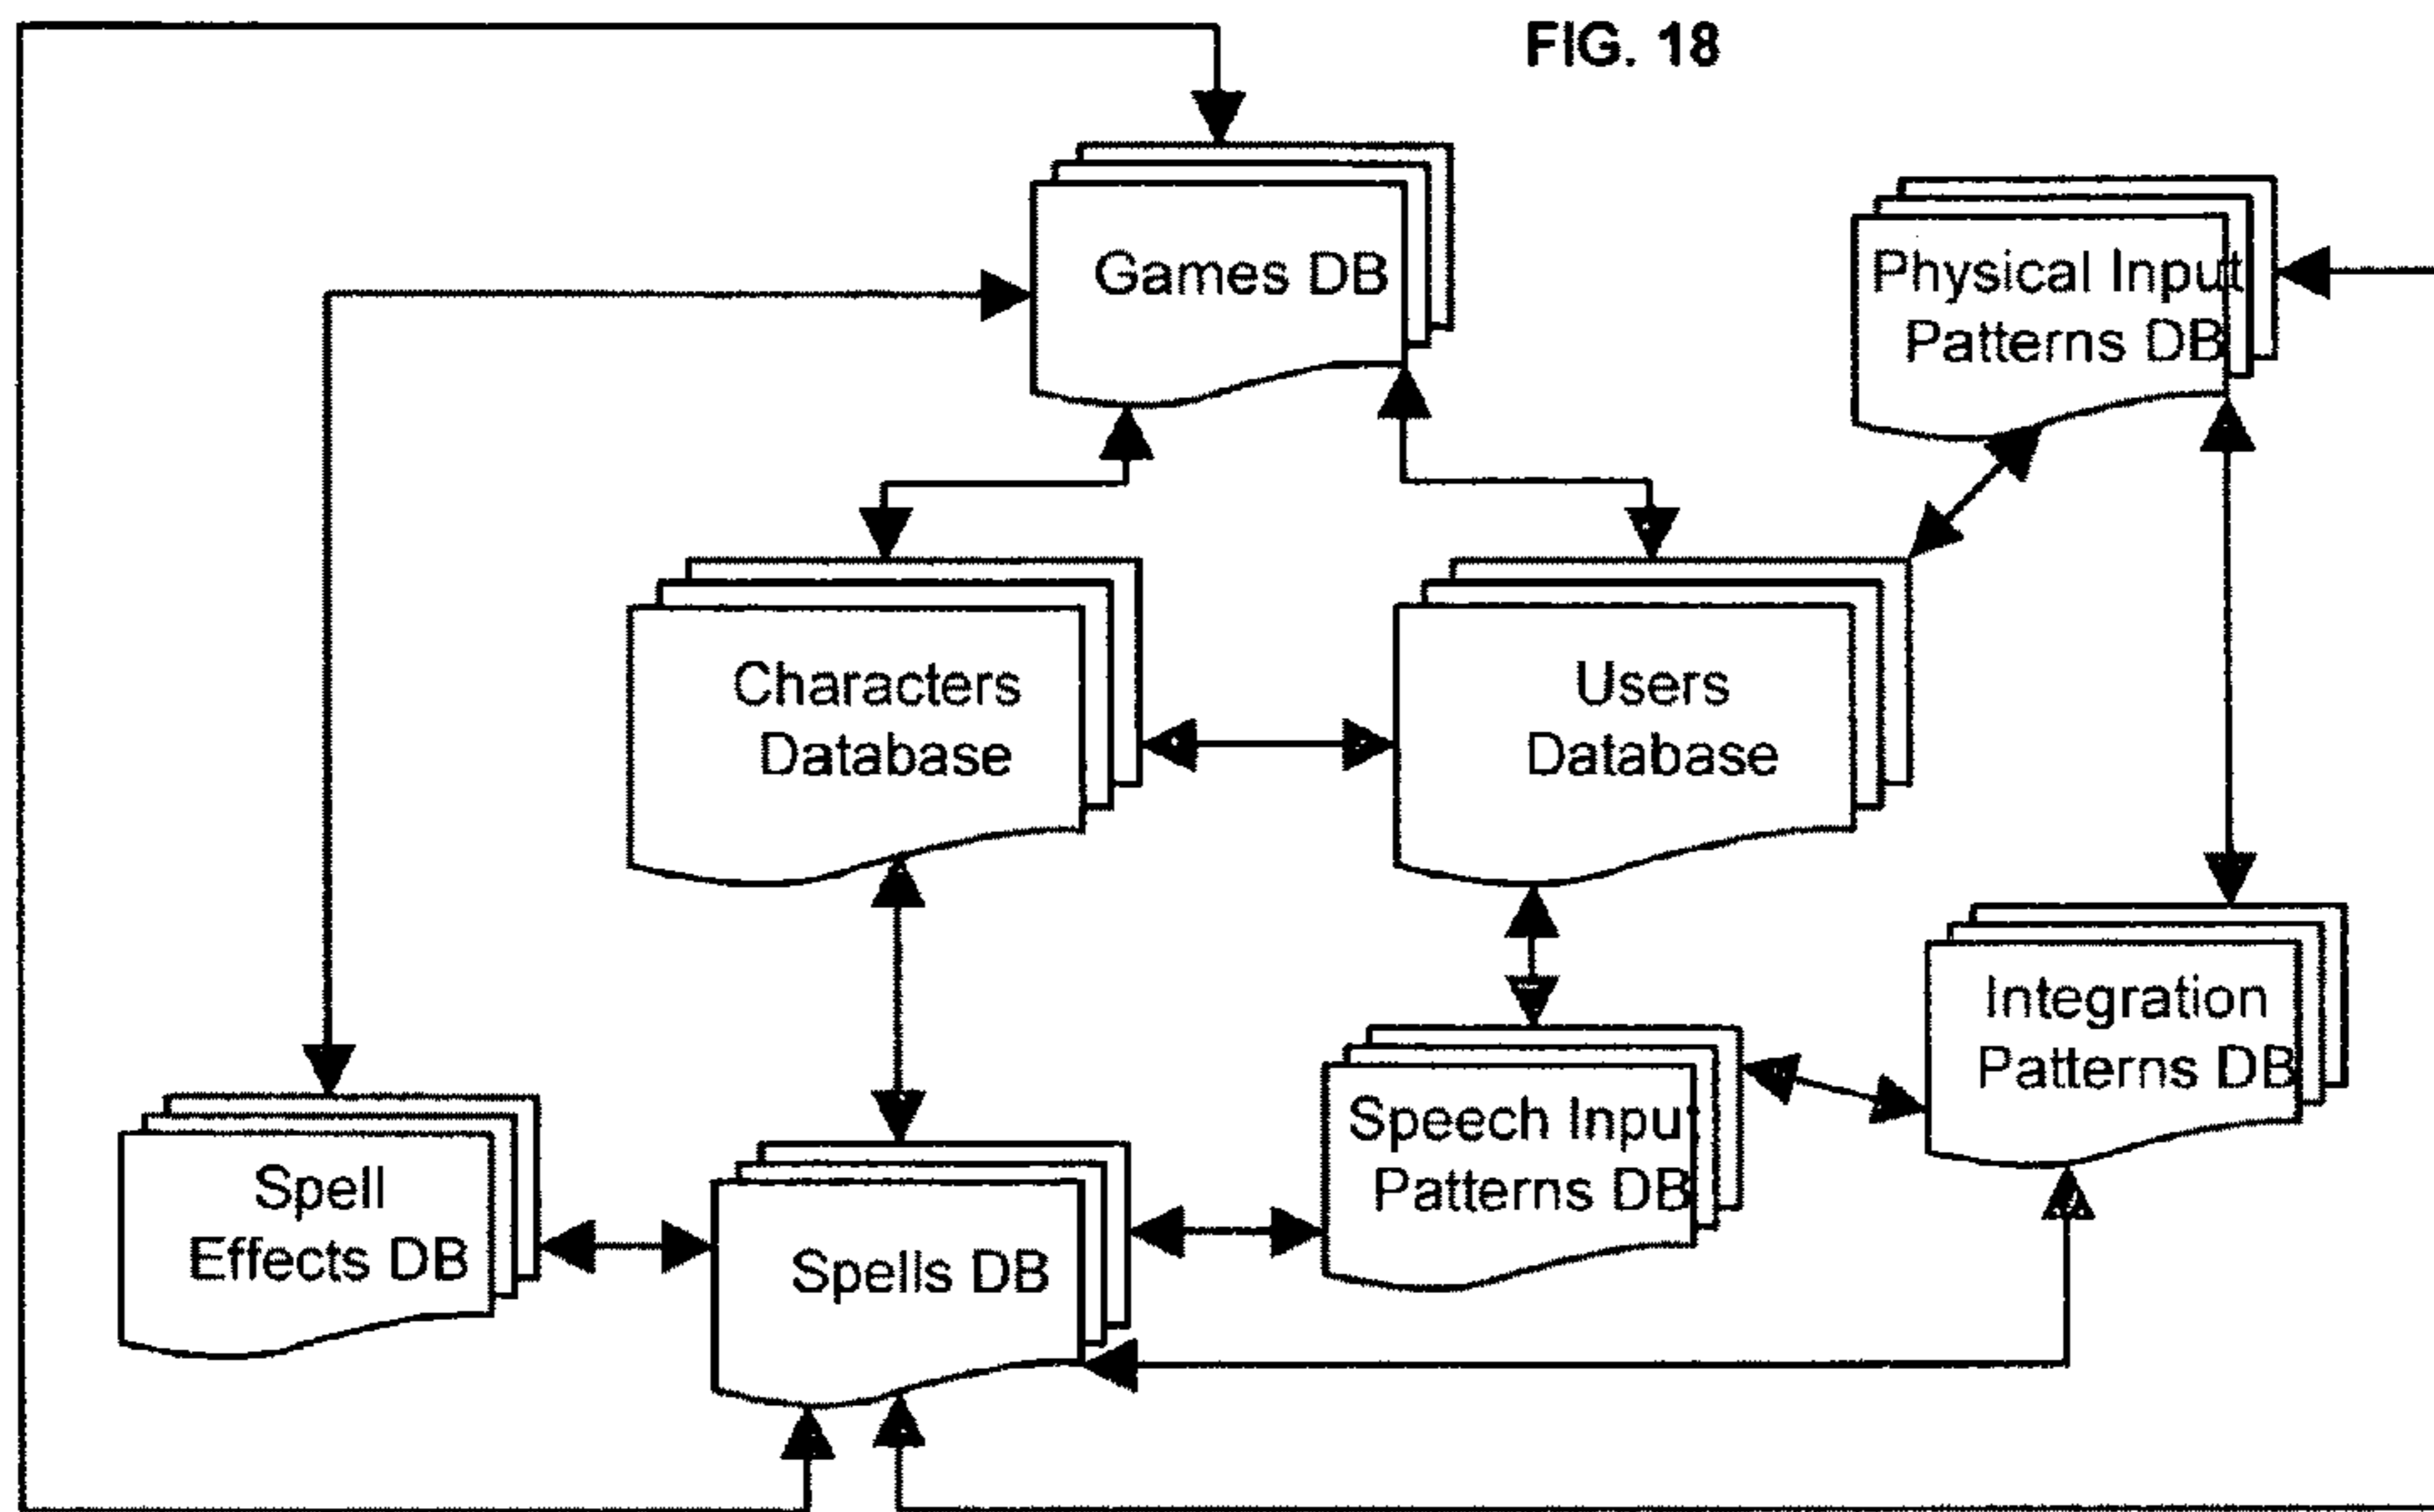 FIG. 18
Games DB
Physical Input
Patterns DB
Characters
Database
Users
Database
Integration
Patterns DB
Speech Input
Patterns DB
Spell
Effects DB
Spells DB